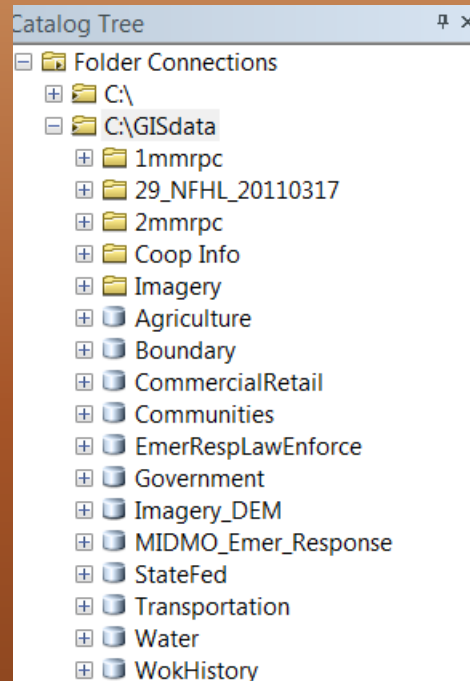 Catalog Tree
Folder Connections
C:\
C:\GISdata
1mmrpc
29_NFHL_20110317
2mmrpc
Coop Info
Imagery
Agriculture
Boundary
CommercialRetail
Communities
EmerRespLawEnforce
Government
Imagery_DEM
MIDMO_Emer_Response
StateFed
Transportation
Water
WokHistory